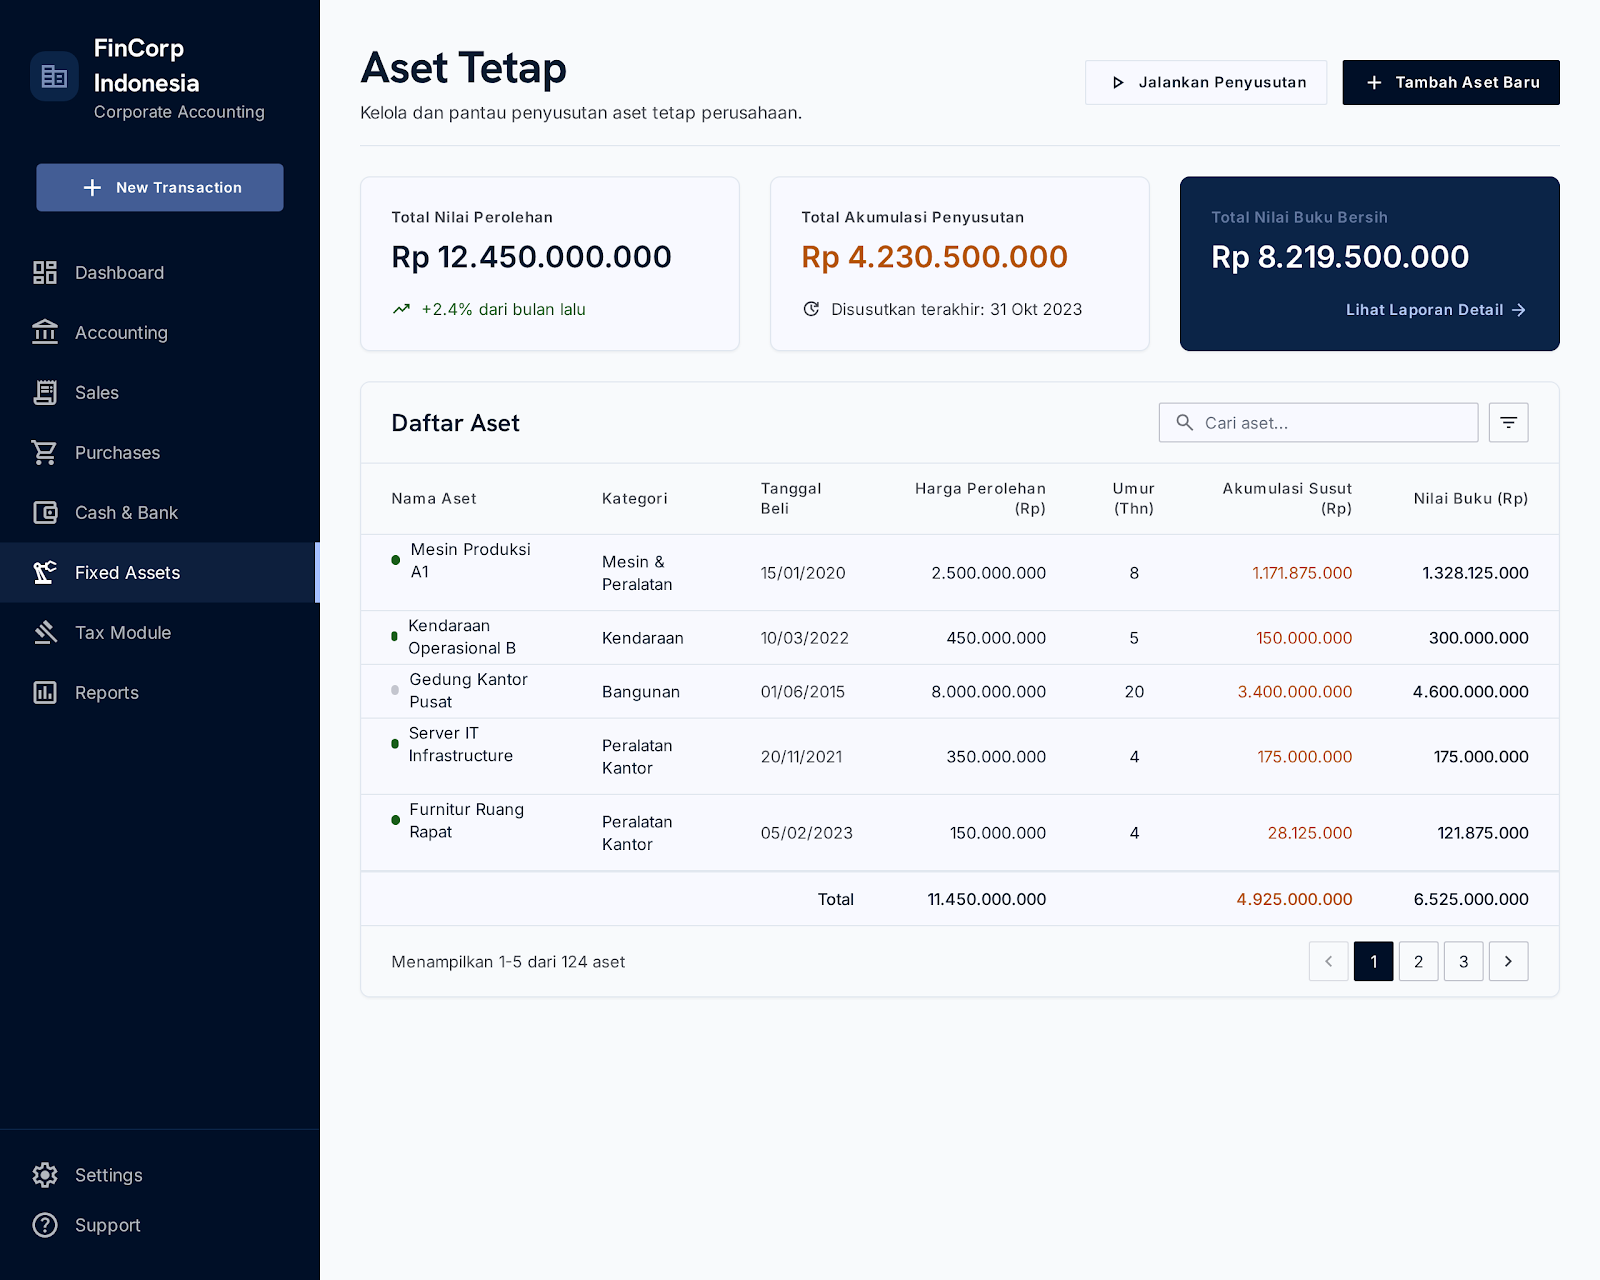 FinCorp
Indonesia
Corporate Accounting
New Transaction
Dashboard
Accounting
Sales
Purchases
Cash & Bank
Fixed Assets
Tax Module
Reports
Settings
Support
Aset Tetap
Kelola dan pantau penyusutan aset tetap perusahaan.
Jalankan Penyusutan
Tambah Aset Baru
Total Nilai Perolehan
Rp 12.450.000.000
+2.4% dari bulan lalu
Total Akumulasi Penyusutan
Rp 4.230.500.000
Disusutkan terakhir: 31 Okt 2023
Total Nilai Buku Bersih
Rp 8.219.500.000
Lihat Laporan Detail
Daftar Aset
Cari aset...
Nama Aset
Kategori
Tanggal
Beli
Harga Perolehan
(Rp)
Umur
(Thn)
Akumulasi Susut
(Rp)
Nilai Buku (Rp)
Mesin Produksi
A1
Mesin &
Peralatan
15/01/2020
2.500.000.000
8
1.171.875.000
1.328.125.000
Kendaraan
Operasional B
Kendaraan
10/03/2022
450.000.000
5
150.000.000
300.000.000
Gedung Kantor
Pusat
Bangunan
01/06/2015
8.000.000.000
20
3.400.000.000
4.600.000.000
Server IT
Infrastructure
Peralatan
Kantor
20/11/2021
350.000.000
4
175.000.000
175.000.000
Furnitur Ruang
Rapat
Peralatan
Kantor
05/02/2023
150.000.000
4
28.125.000
121.875.000
Total
11.450.000.000
4.925.000.000
6.525.000.000
Menampilkan 1-5 dari 124 aset
1
2
3